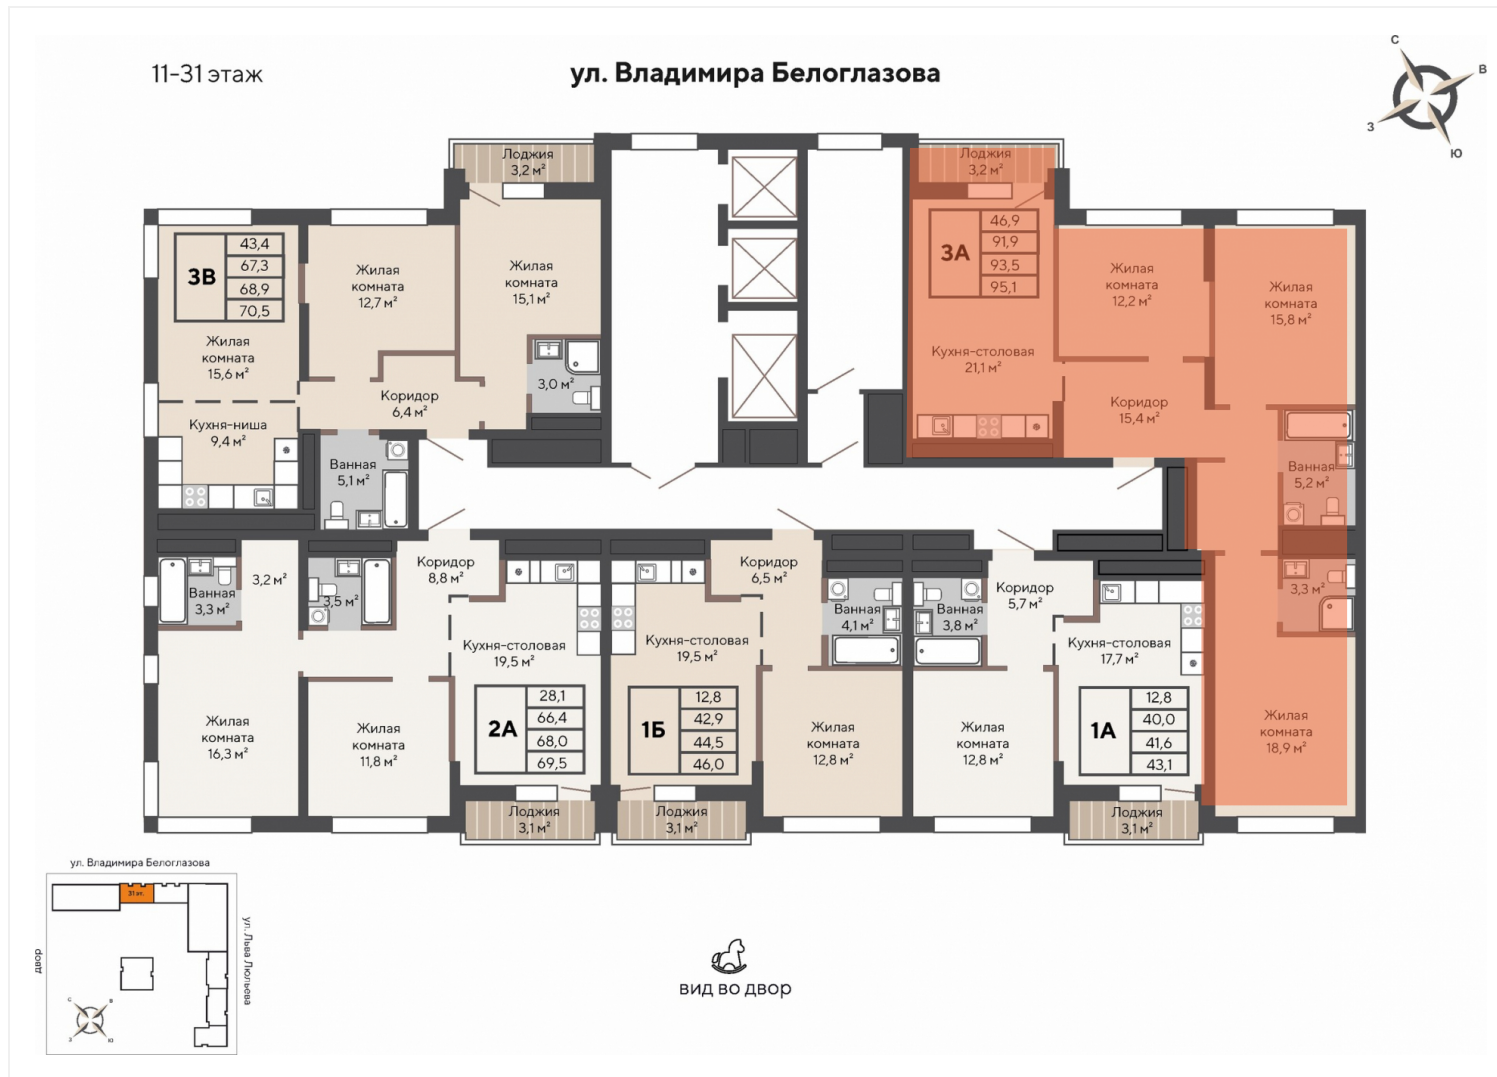 11-31 этаж
ул. Владимира Белоглазова
С
В
З
Ю
Лоджия
3,2 м²
Лоджия
3,2 м²
3В
43,4
67,3
68,9
70,5
Жилая
комната
12,7 м²
Жилая
комната
15,1 м²
3А
46,9
91,9
93,5
95,1
Жилая
комната
12,2 м²
Жилая
комната
15,8 м²
Жилая
комната
15,6 м²
Кухня-столовая
21,1 м²
3,0 м²
Коридор
6,4 м²
Коридор
15,4 м²
Кухня-ниша
9,4 м²
Ванная
5,1 м²
Ванная
5,2 м²
Коридор
8,8 м²
Коридор
6,5 м²
3,2 м²
Ванная
3,3 м²
3,5 м²
Ванная
4,1 м²
Ванная
3,8 м²
Коридор
5,7 м²
3,3 м²
Кухня-столовая
19,5 м²
Кухня-столовая
19,5 м²
Кухня-столовая
17,7 м²
Жилая
комната
16,3 м²
Жилая
комната
11,8 м²
2А
28,1
66,4
68,0
69,5
1Б
12,8
42,9
44,5
46,0
Жилая
комната
12,8 м²
Жилая
комната
12,8 м²
1А
12,8
40,0
41,6
43,1
Жилая
комната
18,9 м²
Лоджия
3,1 м²
Лоджия
3,1 м²
Лоджия
3,1 м²
ул. Владимира Белоглазова
31 эт.
двор
ул. Льва Люльева
С
В
З
Ю
ВИД ВО ДВОР